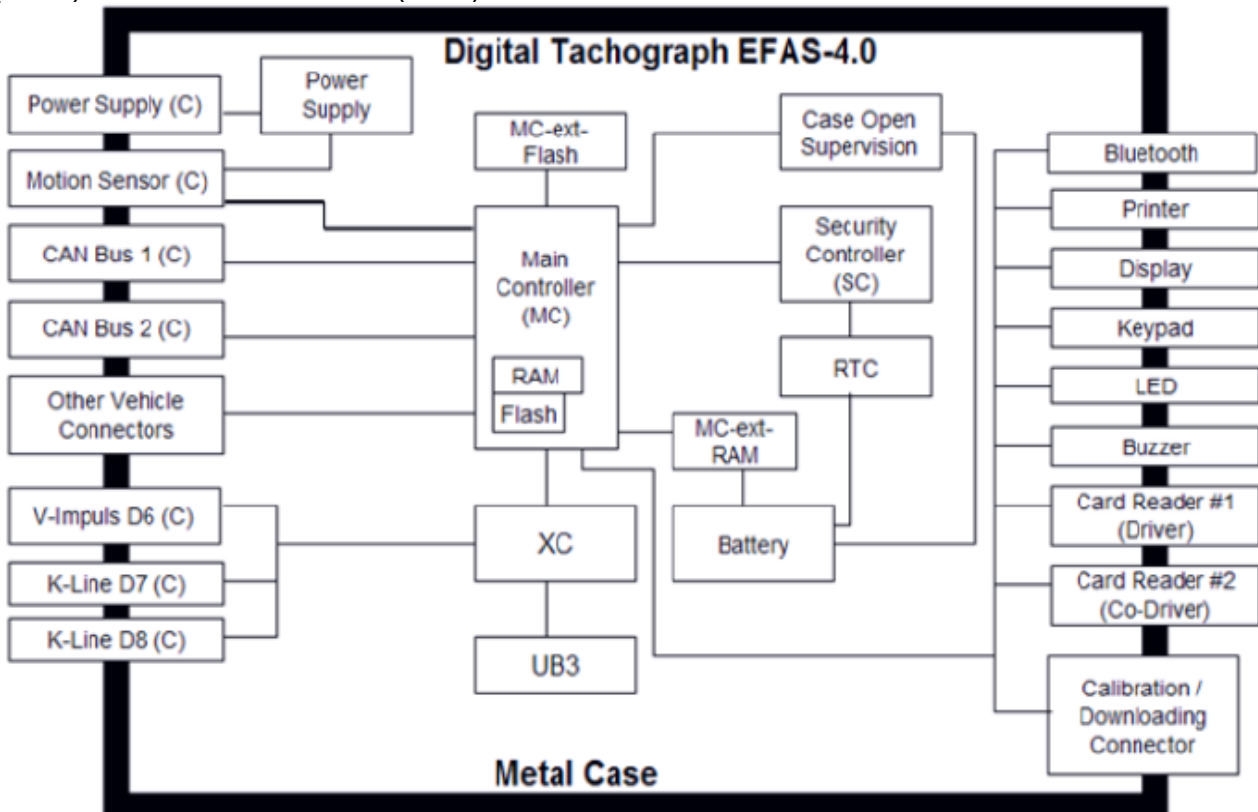 Digital Tachograph EFAS-4.0
Power Supply (C)
Power
Supply
Motion Sensor (C)
CAN Bus 1 (C)
CAN Bus 2 (C)
Other Vehicle
Connectors
V-Impuls D6 (C)
K-Line D7 (C)
K-Line D8 (C)
MC-ext-
Flash
Main
Controller
(MC)
RAM
Flash
XC
UB3
Case Open
Supervision
Security
Controller
(SC)
RTC
MC-ext-
RAM
Battery
Bluetooth
Printer
Display
Keypad
LED
Buzzer
Card Reader #1
(Driver)
Card Reader #2
(Co-Driver)
Calibration /
Downloading
Connector
Metal Case